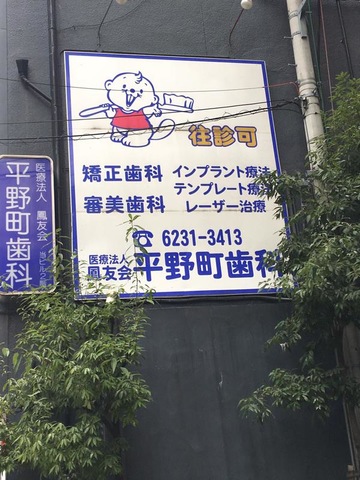 往診可
矯正歯科 インプラント療法
テンプレート療法
審美歯科 レーザー治療
☎ 6231-3413
医療法人
鳳友会 平野町歯科
医療法人 鳳友会
平野町歯科